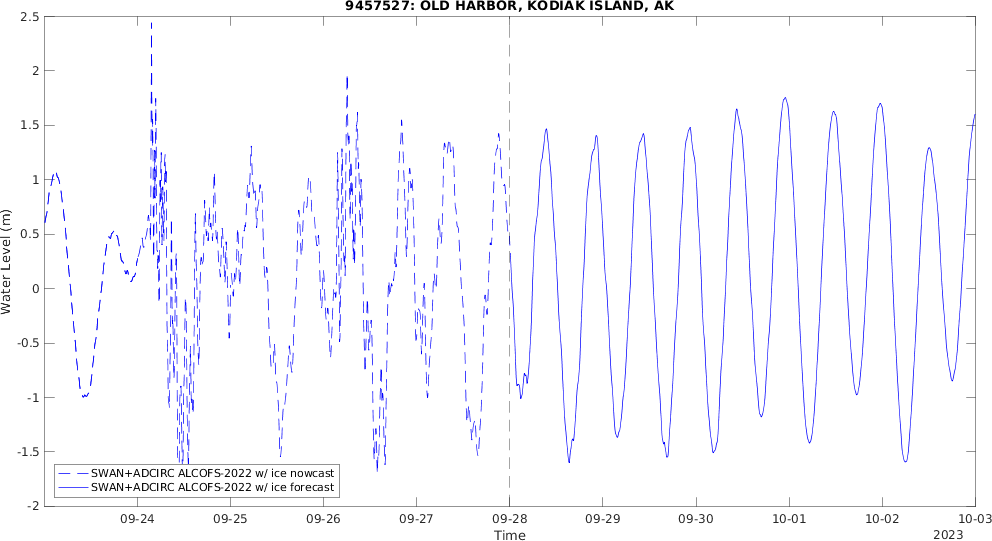 9457527: OLD HARBOR, KODIAK ISLAND, AK
2.5
2
1.5
1
0.5
0
-0.5
-1
-1.5
-2
Water Level (m)
SWAN+ADCIRC ALCOFS-2022 w/ ice nowcast
SWAN+ADCIRC ALCOFS-2022 w/ ice forecast
09-24 09-25 09-26 09-27 09-28 09-29 09-30 10-01 10-02 10-03
Time
2023